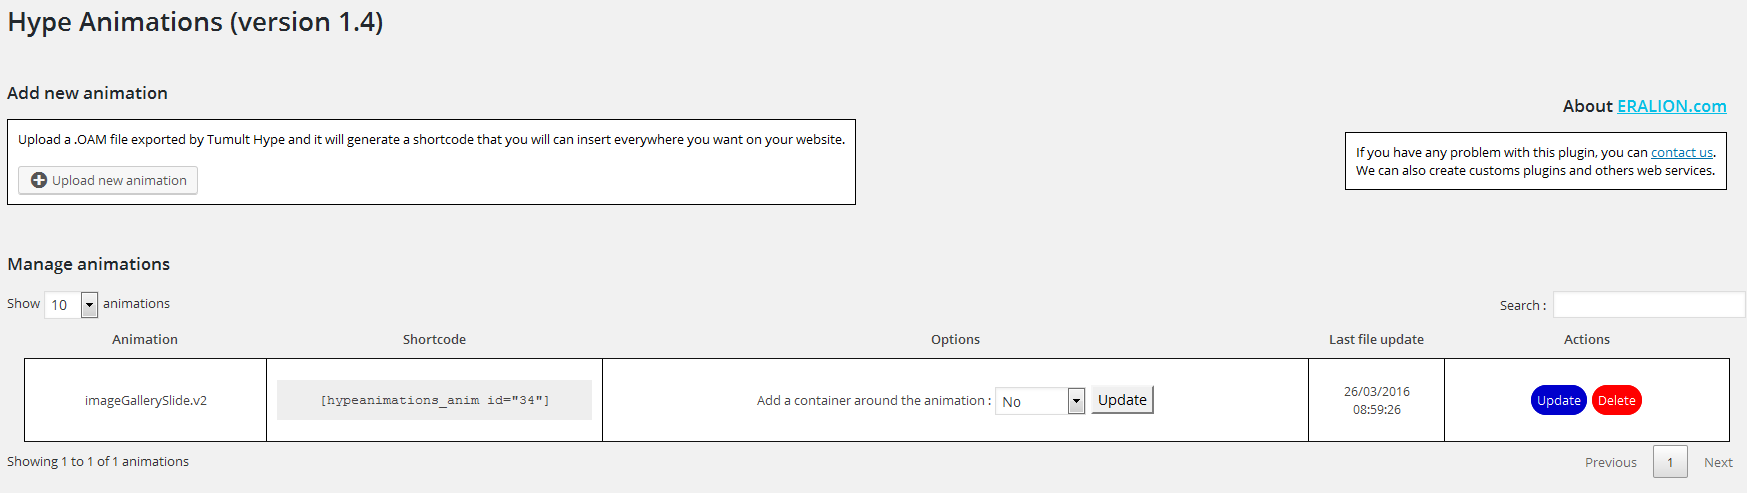 Hype Animations (version 1.4)
Add new animation
About ERALION.com
Upload a .OAM file exported by Tumult Hype and it will generate a shortcode that you will can insert everywhere you want on your website.
Upload new animation
If you have any problem with this plugin, you can contact us.
We can also create customs plugins and others web services.
Manage animations
Show 10 animations
Search :
Animation Shortcode Options Last file update Actions
imageGallerySlide.v2 [hypeanimations_anim id="34"] Add a container around the animation : No Update 26/03/2016 Update Delete
08:59:26
Showing 1 to 1 of 1 animations
Previous 1 Next